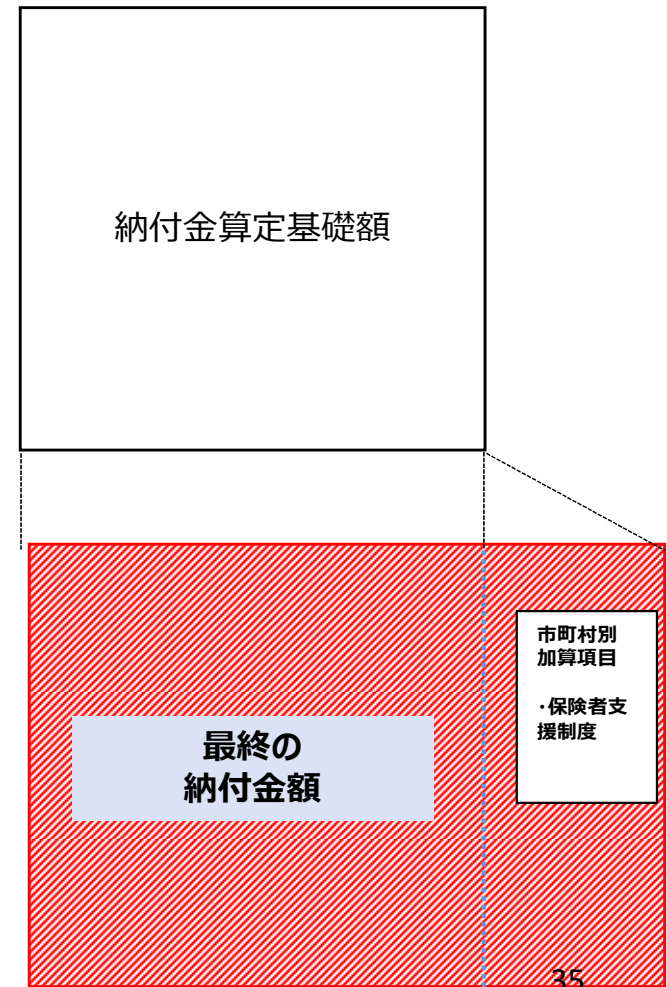 納付金算定基礎額
市町村別
加算項目
・保険者支
援制度
最終の
納付金額
35